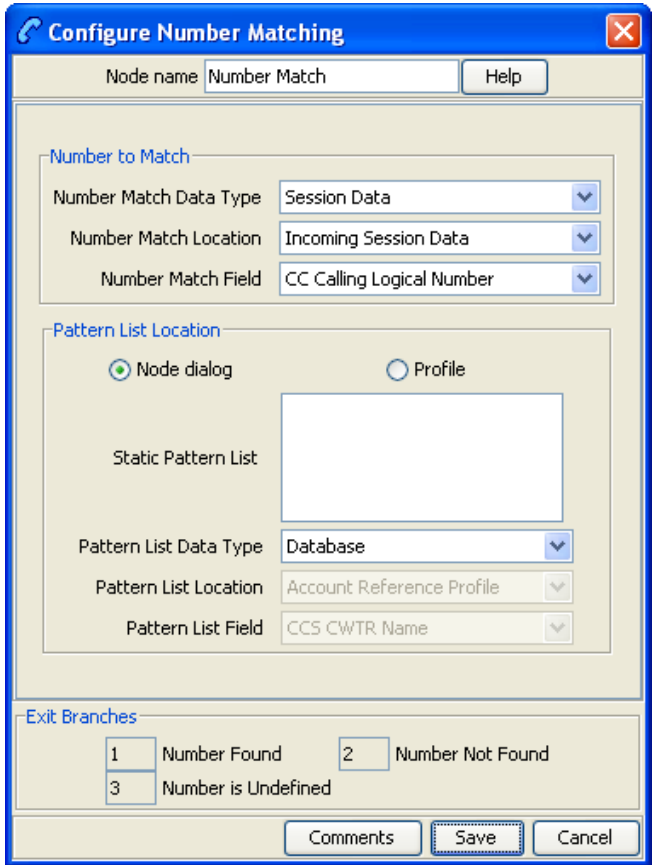 Configure Number Matching
Node name Number Match Help
Number to Match
Number Match Data Type Session Data
Number Match Location Incoming Session Data
Number Match Field CC Calling Logical Number
Pattern List Location
Node dialog Profile
Static Pattern List
Pattern List Data Type Database
Pattern List Location Account Reference Profile
Pattern List Field CCS CWTR Name
Exit Branches
1 Number Found 2 Number Not Found
3 Number is Undefined
Comments Save Cancel